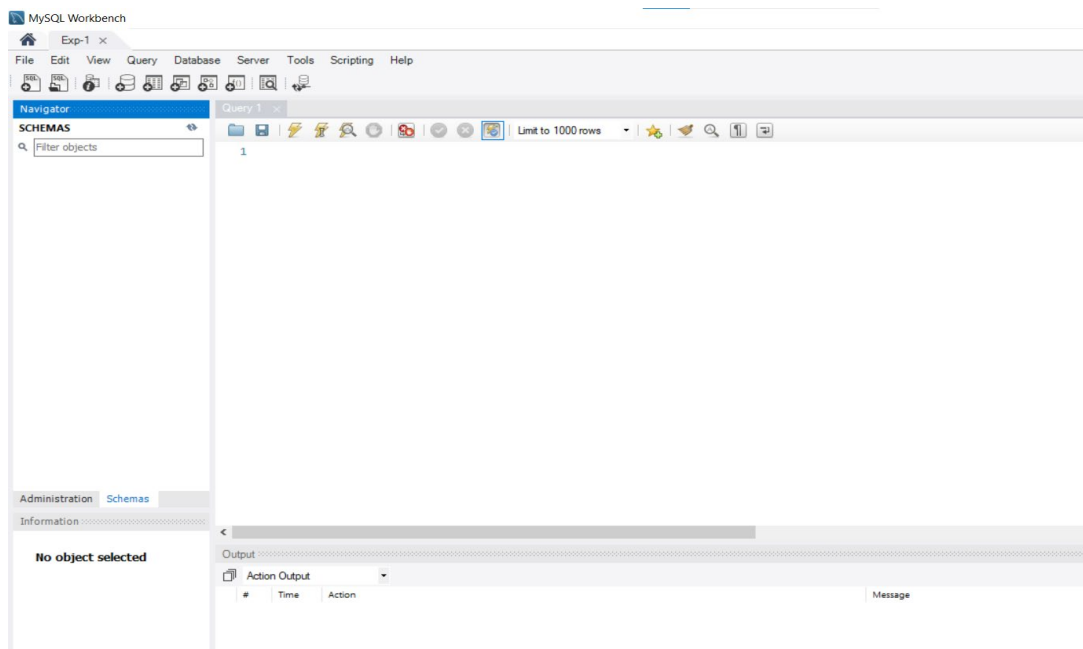 MySQL Workbench
Exp-1
File Edit View Query Database Server Tools Scripting Help
Navigator
SCHEMAS
Filter objects
Query 1
Limit to 1000 rows
1
Administration Schemas
Information
No object selected
Output
Action Output
# Time Action Message